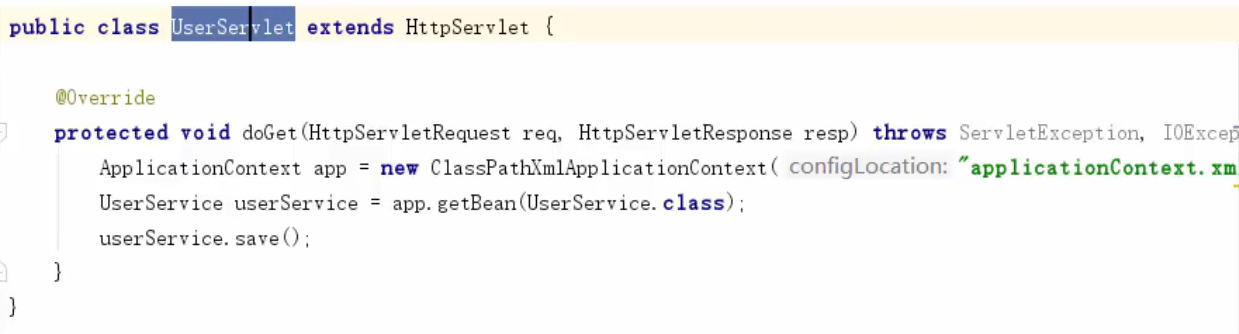 public class UserServlet extends HttpServlet {
@Override
protected void doGet(HttpServletRequest req, HttpServletResponse resp) throws ServletException, IOExcep
ApplicationContext app = new ClassPathXmlApplicationContext( configLocation: "applicationContext.xm
UserService userService = app.getBean(UserService.class);
userService.save();
}
}